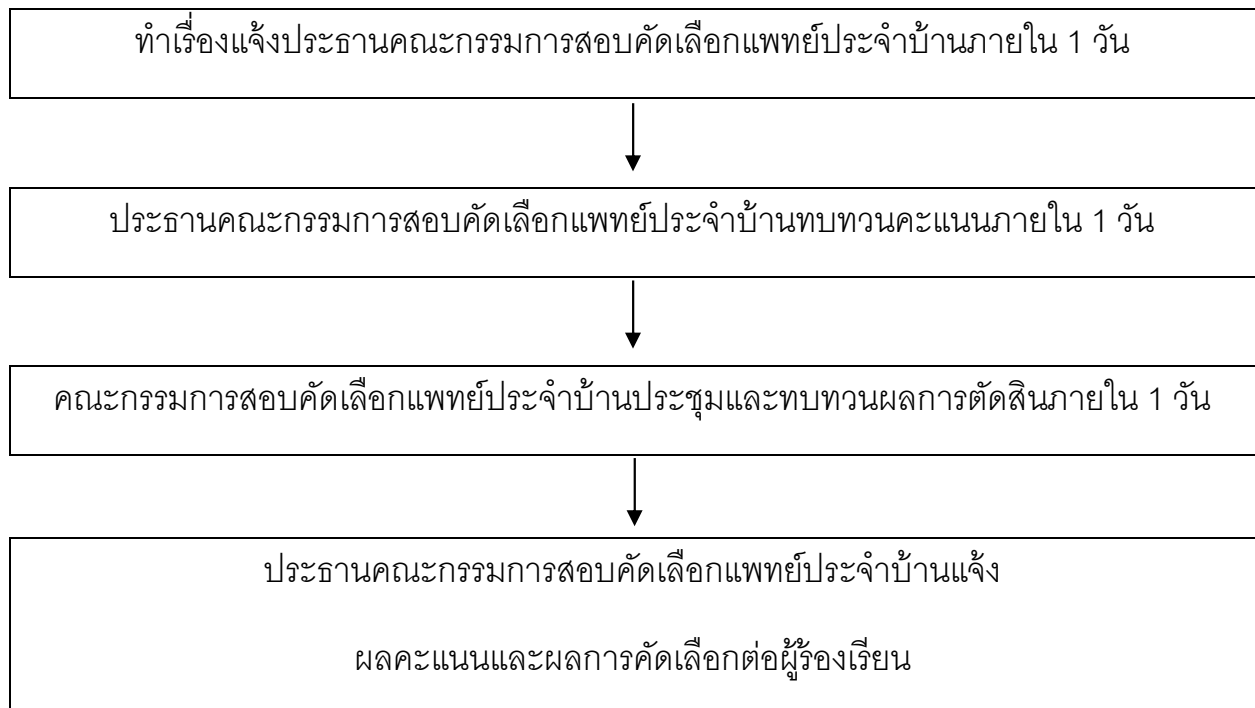 ทำเรื่องแจ้งประธานคณะกรรมการสอบคัดเลือกแพทย์ประจำบ้านภายใน 1 วัน
ประธานคณะกรรมการสอบคัดเลือกแพทย์ประจำบ้านทบทวนคะแนนภายใน 1 วัน
คณะกรรมการสอบคัดเลือกแพทย์ประจำบ้านประชุมและทบทวนผลการตัดสินภายใน 1 วัน
ประธานคณะกรรมการสอบคัดเลือกแพทย์ประจำบ้านแจ้ง
ผลคะแนนและผลการคัดเลือกต่อผู้ร้องเรียน